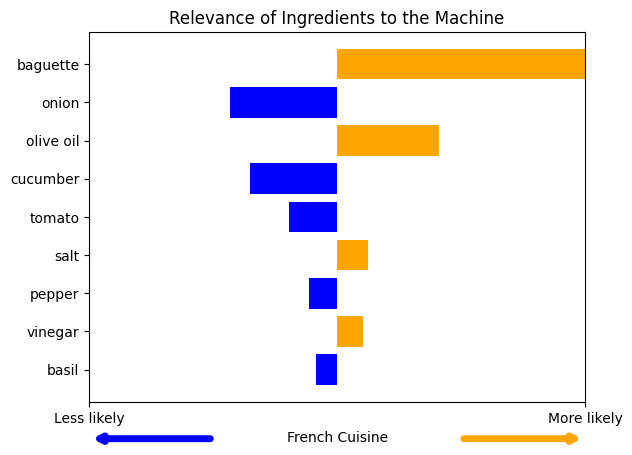 Relevance of Ingredients to the Machine
baguette
onion
olive oil
cucumber
tomato
salt
pepper
vinegar
basil
Less likely
More likely
French Cuisine